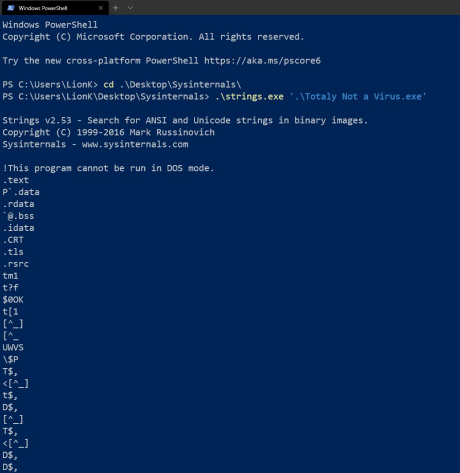 Windows PowerShell
Windows PowerShell
Copyright (C) Microsoft Corporation. All rights reserved.
Try the new cross-platform PowerShell https://aka.ms/pscore6
PS C:\Users\LionK> cd .\Desktop\Sysinternals\
PS C:\Users\LionK\Desktop\Sysinternals> .\strings.exe '.\Totaly Not a Virus.exe'
Strings v2.53 - Search for ANSI and Unicode strings in binary images.
Copyright (C) 1999-2016 Mark Russinovich
Sysinternals - www.sysinternals.com
!This program cannot be run in DOS mode.
.text
P`.data
.rdata
`@.bss
.idata
.CRT
.tls
.rsrc
tm1
t?f
$0OK
t[1
[^_]
[^_
UWVS
\$P
T$,
<[^_]
t$,
D$,
[^_]
T$,
<[^_]
D$,
D$,